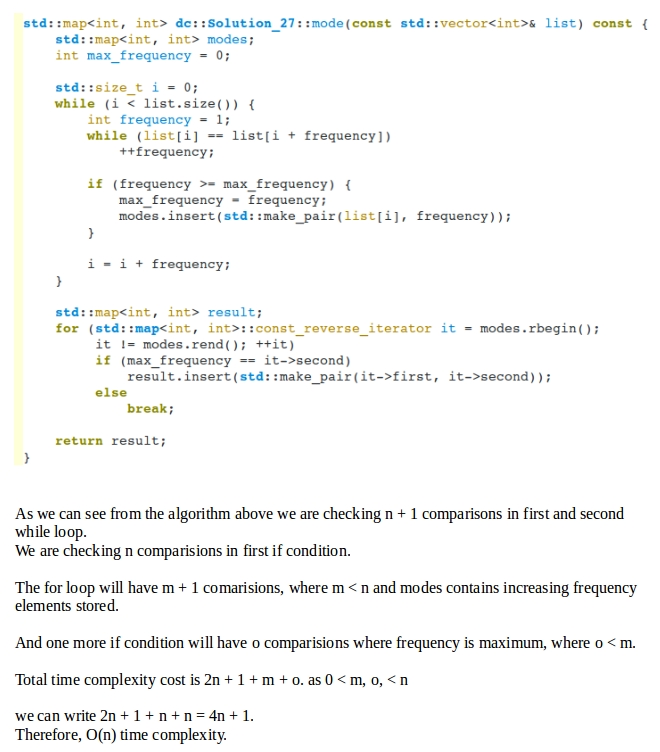 std::map<int, int> dc::Solution_27::mode(const std::vector<int>& list) const {
    std::map<int, int> modes;
    int max_frequency = 0;

    std::size_t i = 0;
    while (i < list.size()) {
        int frequency = 1;
        while (list[i] == list[i + frequency])
            ++frequency;

        if (frequency >= max_frequency) {
            max_frequency = frequency;
            modes.insert(std::make_pair(list[i], frequency));
        }

        i = i + frequency;
    }

    std::map<int, int> result;
    for (std::map<int, int>::const_reverse_iterator it = modes.rbegin();
         it != modes.rend(); ++it)
         if (max_frequency == it->second)
             result.insert(std::make_pair(it->first, it->second));
         else
             break;

    return result;
}

As we can see from the algorithm above we are checking n + 1 comparisons in first and second
while loop.
We are checking n comparisions in first if condition.

The for loop will have m + 1 comarisions, where m < n and modes contains increasing frequency
elements stored.

And one more if condition will have o comparisions where frequency is maximum, where o < m.

Total time complexity cost is 2n + 1 + m + o. as 0 < m, o, < n

we can write 2n + 1 + n + n = 4n + 1.
Therefore, O(n) time complexity.